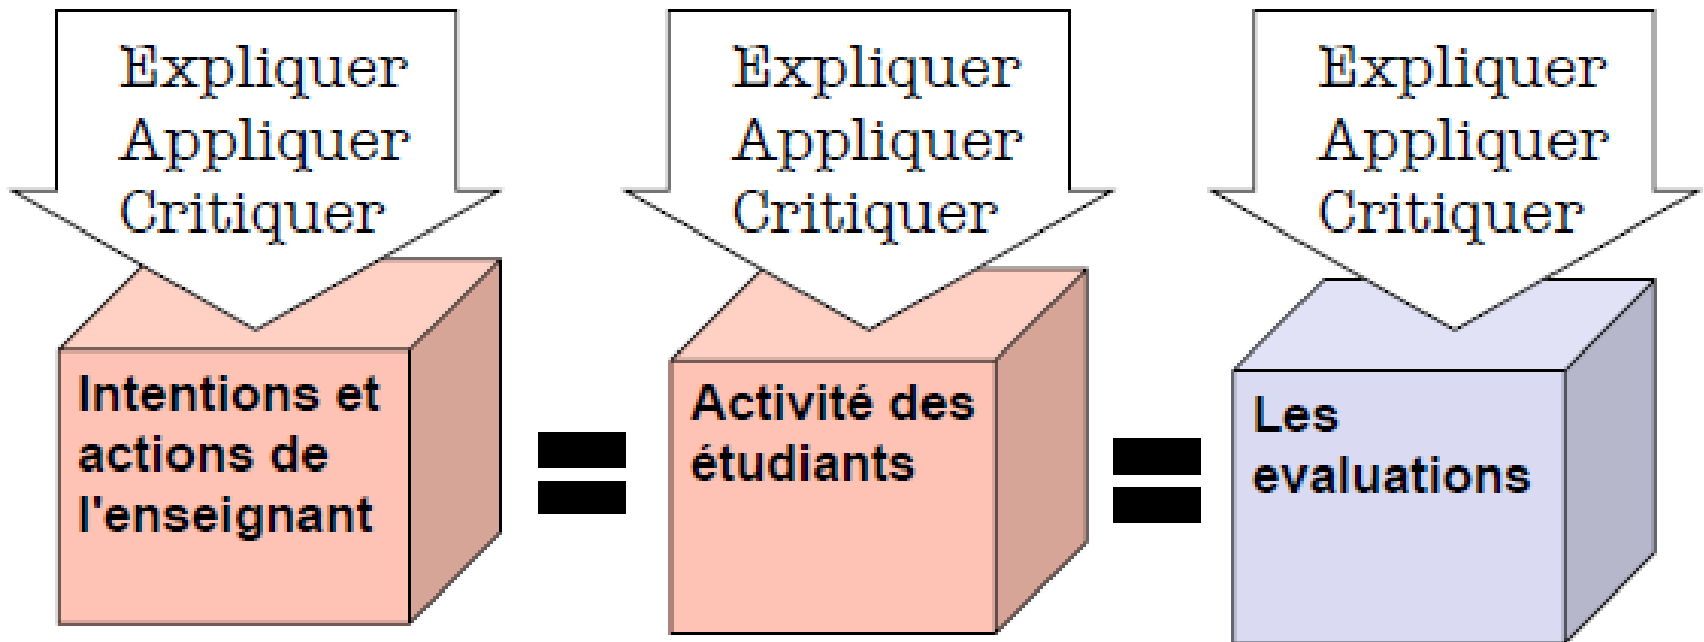 Expliquer
Appliquer
Critiquer
Expliquer
Appliquer
Critiquer
Expliquer
Appliquer
Critiquer
Intentions et
actions de
l'enseignant
=
Activité des
étudiants
=
Les
evaluations